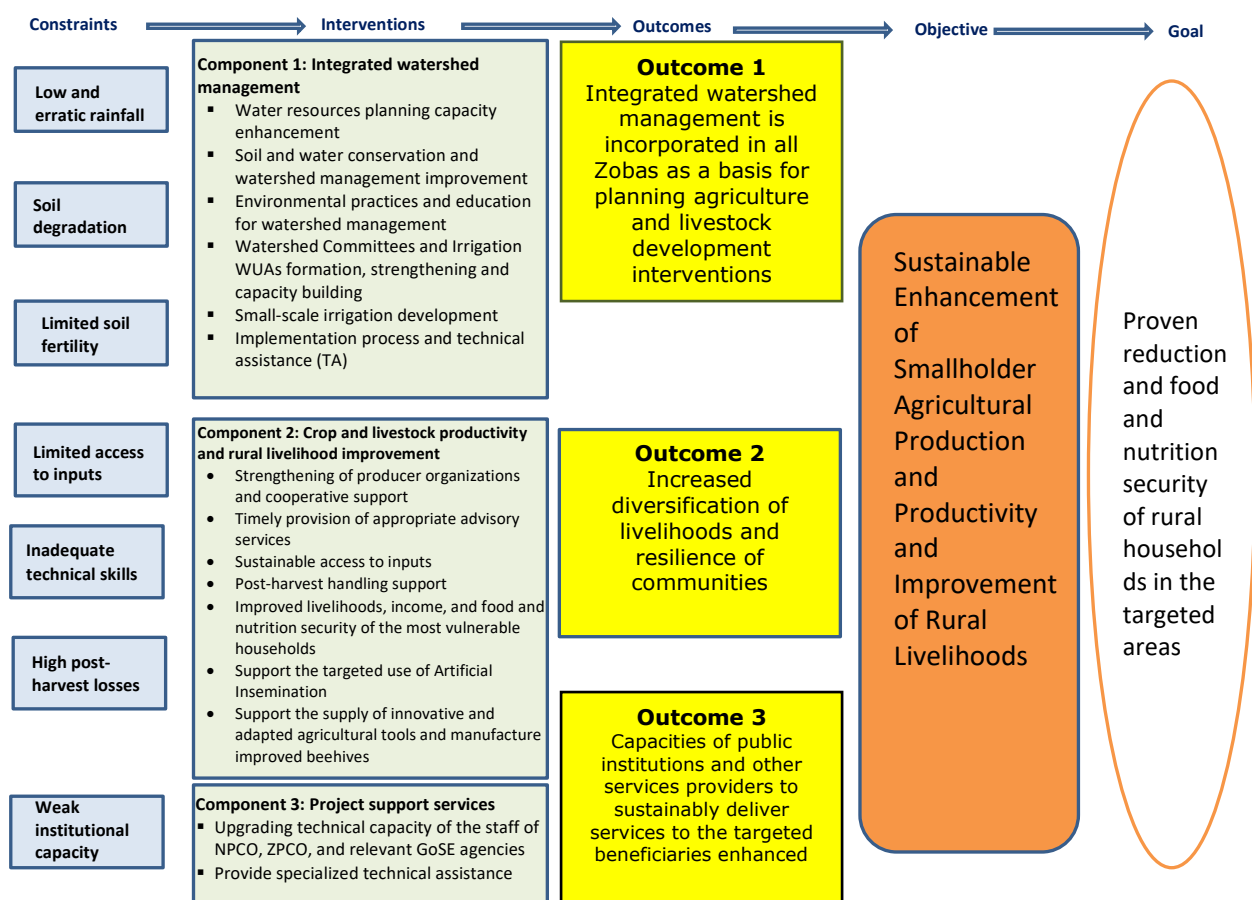 Constraints
Interventions
Outcomes
Objective
Goal
Low and
erratic rainfall
Soil
degradation
Limited soil
fertility
Limited access
to inputs
Inadequate
technical skills
High post-
harvest losses
Weak
institutional
capacity
Component 1: Integrated watershed
management
▪ Water resources planning capacity
enhancement
▪ Soil and water conservation and
watershed management improvement
▪ Environmental practices and education
for watershed management
▪ Watershed Committees and Irrigation
WUAs formation, strengthening and
capacity building
▪ Small-scale irrigation development
▪ Implementation process and technical
assistance (TA)
Component 2: Crop and livestock productivity
and rural livelihood improvement
• Strengthening of producer organizations
and cooperative support
• Timely provision of appropriate advisory
services
• Sustainable access to inputs
• Post-harvest handling support
• Improved livelihoods, income, and food and
nutrition security of the most vulnerable
households
• Support the targeted use of Artificial
Insemination
• Support the supply of innovative and
adapted agricultural tools and manufacture
improved beehives
Component 3: Project support services
▪ Upgrading technical capacity of the staff of
NPCO, ZPCO, and relevant GoSE agencies
▪ Provide specialized technical assistance
Outcome 1
Integrated watershed
management is
incorporated in all
Zobas as a basis for
planning agriculture
and livestock
development
interventions
Outcome 2
Increased
diversification of
livelihoods and
resilience of
communities
Outcome 3
Capacities of public
institutions and other
services providers to
sustainably deliver
services to the targeted
beneficiaries enhanced
Sustainable
Enhancement
of
Smallholder
Agricultural
Production
and
Productivity
and
Improvement
of Rural
Livelihoods
Proven
reduction
and food
and
nutrition
security
of rural
househol
ds in the
targeted
areas